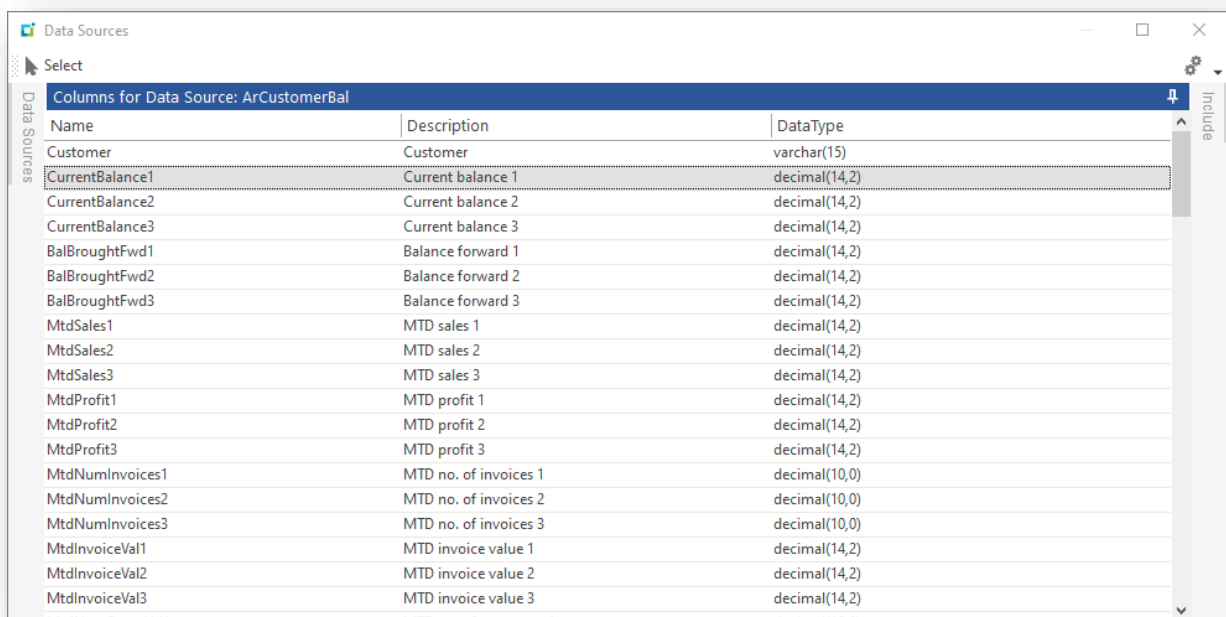 Data Sources
Select
Data Sources
Columns for Data Source: ArCustomerBal
Include
Name Description DataType
Customer Customer varchar(15)
CurrentBalance1 Current balance 1 decimal(14,2)
CurrentBalance2 Current balance 2 decimal(14,2)
CurrentBalance3 Current balance 3 decimal(14,2)
BalBroughtFwd1 Balance forward 1 decimal(14,2)
BalBroughtFwd2 Balance forward 2 decimal(14,2)
BalBroughtFwd3 Balance forward 3 decimal(14,2)
MtdSales1 MTD sales 1 decimal(14,2)
MtdSales2 MTD sales 2 decimal(14,2)
MtdSales3 MTD sales 3 decimal(14,2)
MtdProfit1 MTD profit 1 decimal(14,2)
MtdProfit2 MTD profit 2 decimal(14,2)
MtdProfit3 MTD profit 3 decimal(14,2)
MtdNumInvoices1 MTD no. of invoices 1 decimal(10,0)
MtdNumInvoices2 MTD no. of invoices 2 decimal(10,0)
MtdNumInvoices3 MTD no. of invoices 3 decimal(10,0)
MtdInvoiceVal1 MTD invoice value 1 decimal(14,2)
MtdInvoiceVal2 MTD invoice value 2 decimal(14,2)
MtdInvoiceVal3 MTD invoice value 3 decimal(14,2)